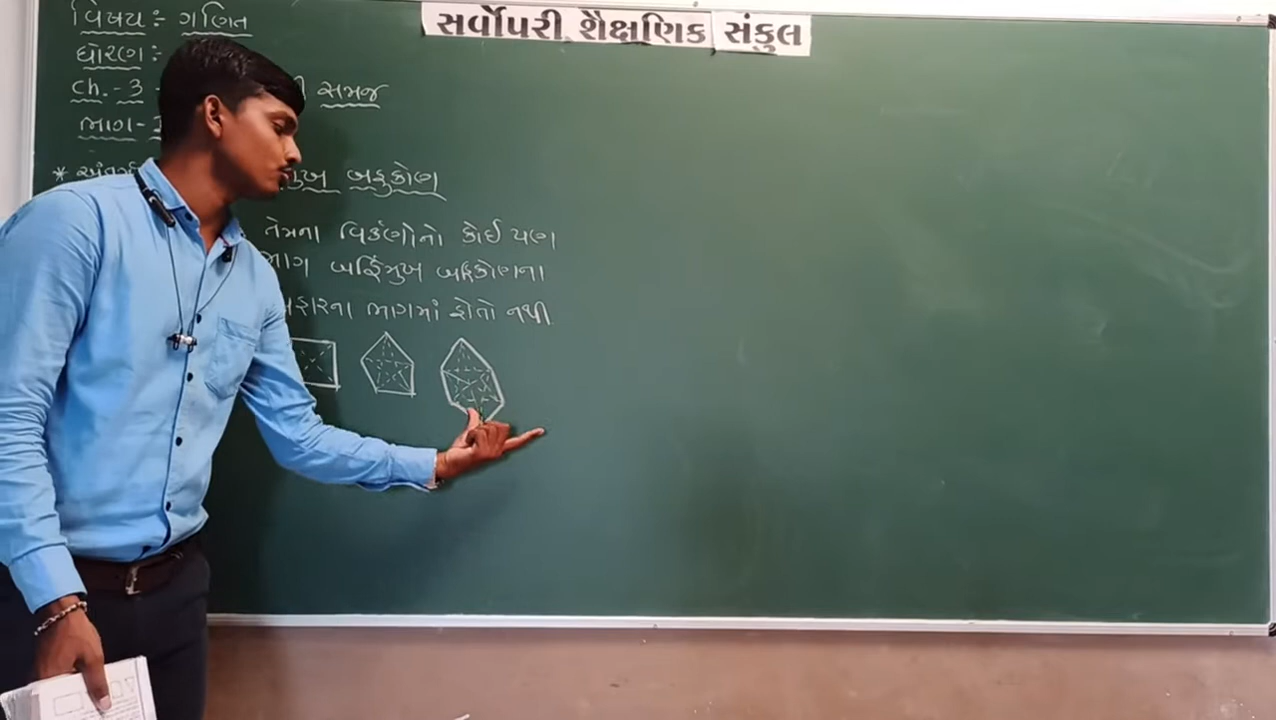 સર્વોપરી શૈક્ષણિક સંકુલ
વિષય :- ગણિત
ધોરણ :-
ch. - 3 - સમજ
ભાગ -
* બહુકોણ
તેમના વિકર્ણોનો કોઈ પણ
ભાગ બર્હિમુખ બહુકોણના
બહારના ભાગમાં હોતો નથી